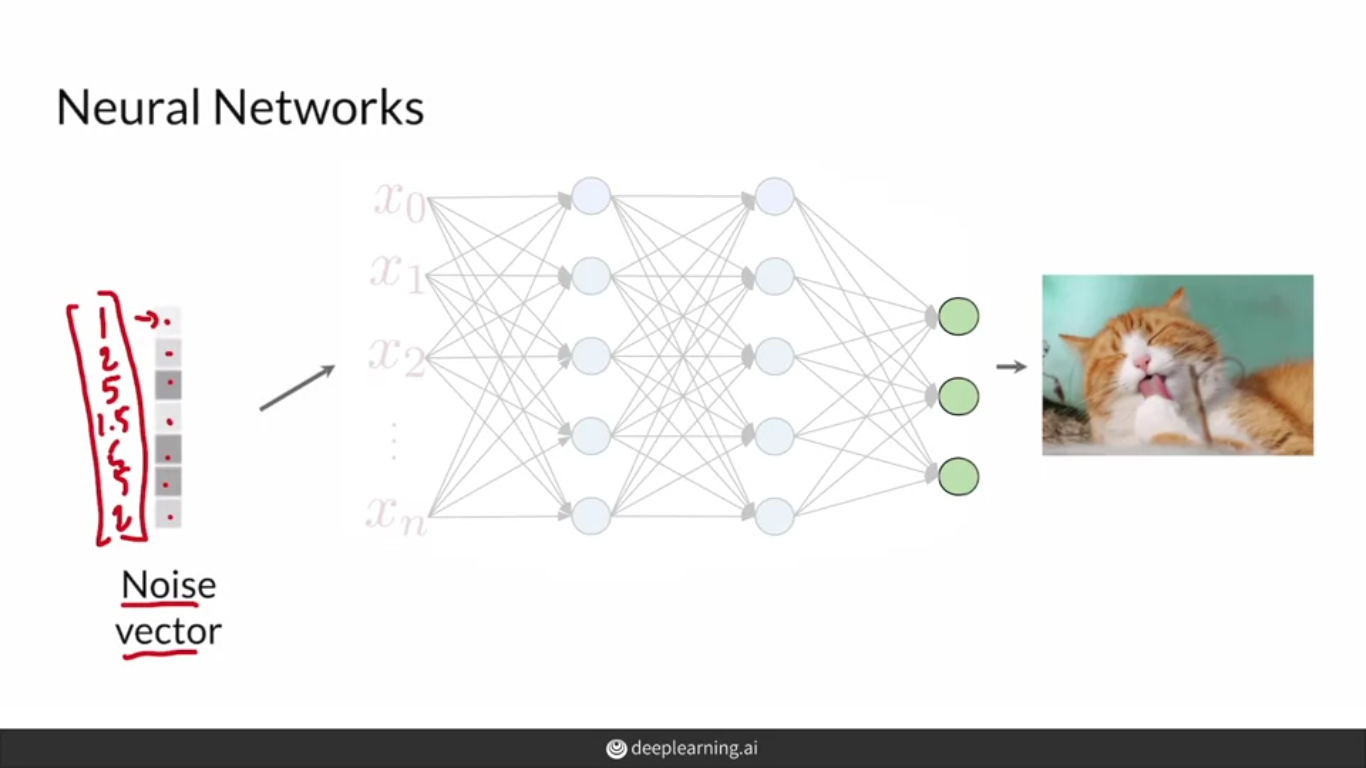 Neural Networks
x0
x1
x2
⋮
xn
1
2
5
1.5
5
2
Noise
vector
deeplearning.ai